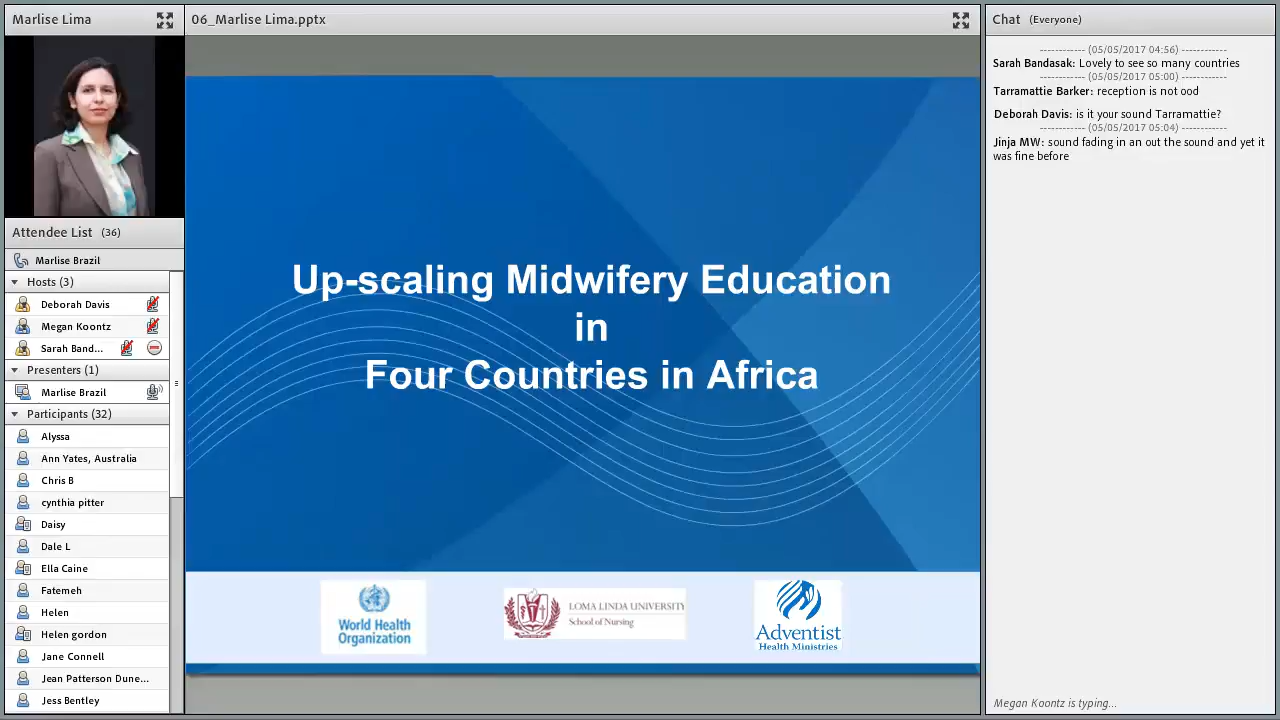 Marlise Lima
06_Marlise Lima.pptx
Chat (Everyone)
Attendee List (36)
Marlise Brazil
Hosts (3)
Deborah Davis
Megan Koontz
Sarah Band...
Presenters (1)
Marlise Brazil
Participants (32)
Alyssa
Ann Yates, Australia
Chris B
cynthia pitter
Daisy
Dale L
Ella Caine
Fatemeh
Helen
Helen gordon
Jane Connell
Jean Patterson Dune...
Jess Bentley
Up-scaling Midwifery Education
in
Four Countries in Africa
World Health
Organization
LOMA LINDA UNIVERSITY
School of Nursing
Adventist
Health Ministries
------------ (05/05/2017 04:56) ------------
Sarah Bandasak: Lovely to see so many countries
------------ (05/05/2017 05:00) ------------
Tarramattie Barker: reception is not ood
Deborah Davis: is it your sound Tarramattie?
------------ (05/05/2017 05:04) ------------
Jinja MW: sound fading in an out the sound and yet it
was fine before
Megan Koontz is typing...